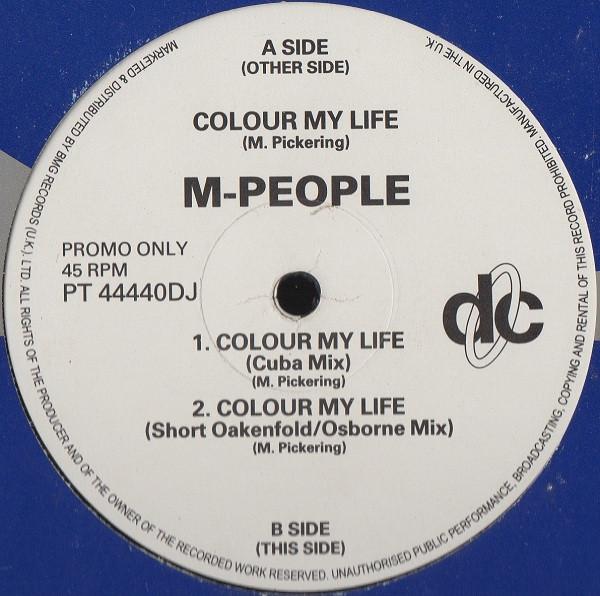 A SIDE
(OTHER SIDE)
COLOUR MY LIFE
(M. Pickering)
M-PEOPLE
PROMO ONLY
45 RPM
PT 44440DJ
dc
1. COLOUR MY LIFE
(Cuba Mix)
(M. Pickering)
2. COLOUR MY LIFE
(Short Oakenfold/Osborne Mix)
(M. Pickering)
B SIDE
(THIS SIDE)
MARKETED & DISTRIBUTED BY BMG RECORDS (U.K.), LTD. ALL RIGHTS OF THE PRODUCER AND OF THE OWNER OF THE RECORDED WORK RESERVED. UNAUTHORISED PUBLIC PERFORMANCE, BROADCASTING, COPYING AND RENTAL OF THIS RECORD PROHIBITED. MANUFACTURED IN THE U.K.